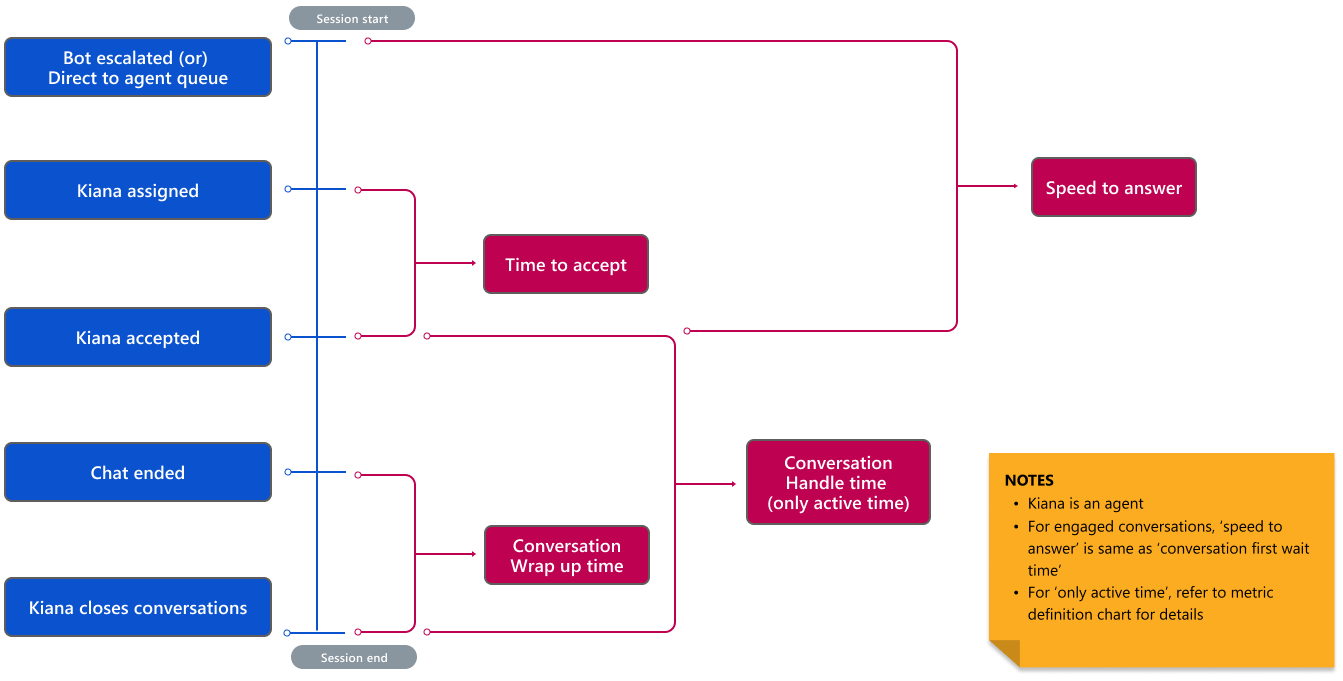 Session start
Bot escalated (or)
Direct to agent queue
Kiana assigned
Speed to answer
Time to accept
Kiana accepted
Chat ended
Conversation
Handle time
(only active time)
Conversation
Wrap up time
Kiana closes conversations
Session end
NOTES
• Kiana is an agent
• For engaged conversations, ‘speed to
answer’ is same as ‘conversation first wait
time’
• For ‘only active time’, refer to metric
definition chart for details